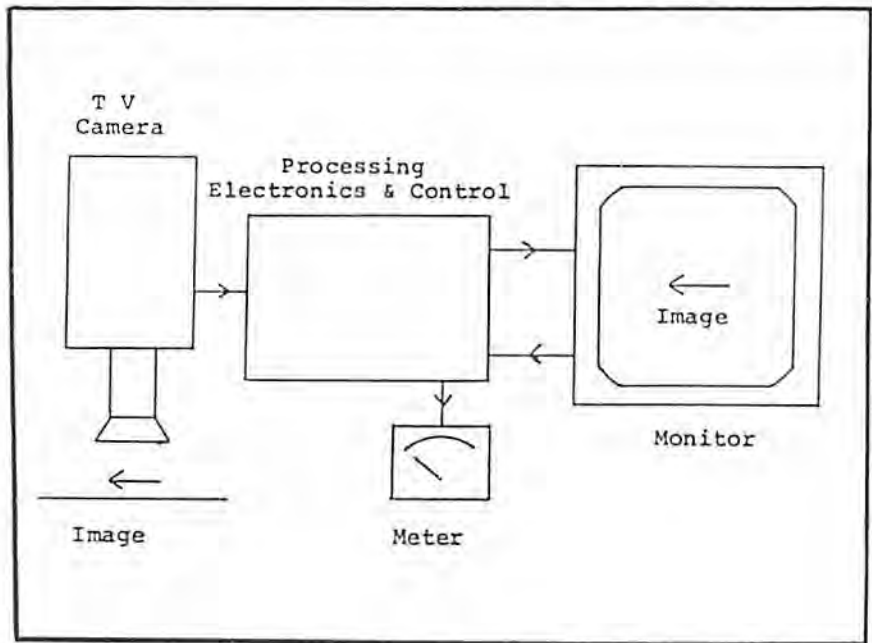 T V
Camera
Processing
Electronics & Control
Image
Monitor
Image
Meter